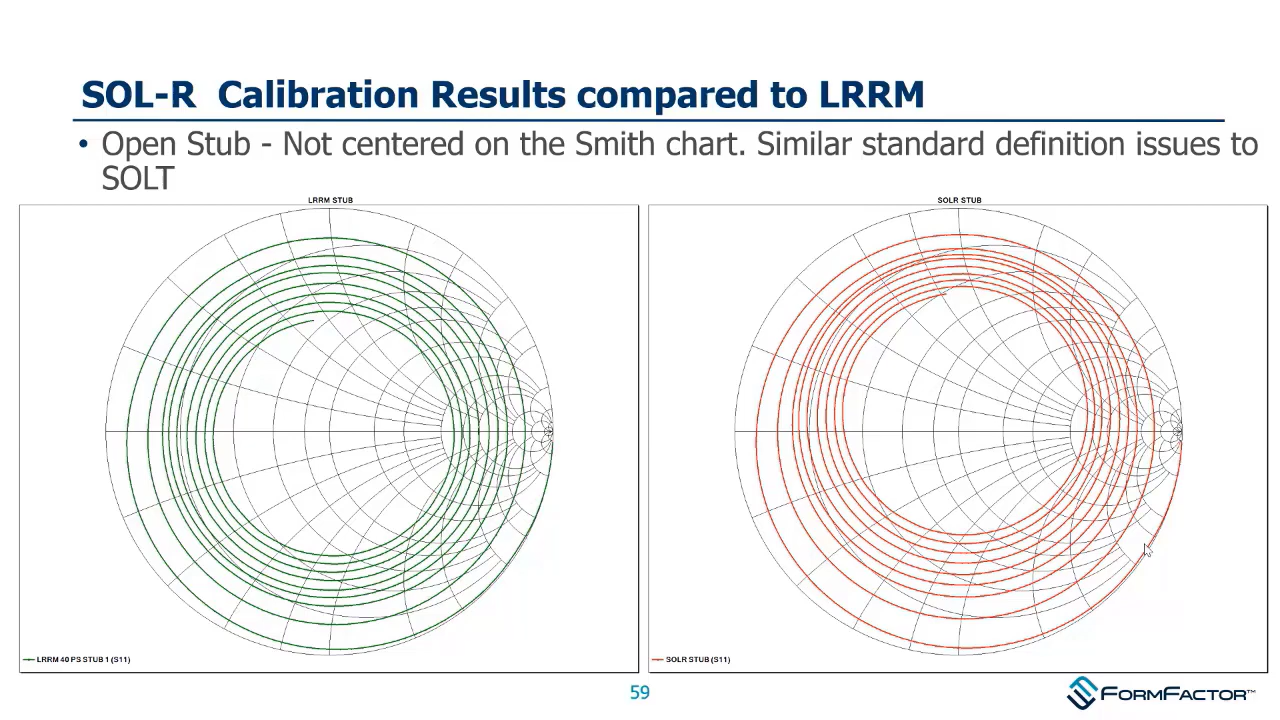 SOL-R Calibration Results compared to LRRM
• Open Stub - Not centered on the Smith chart. Similar standard definition issues to
SOLT
LRRM STUB
SOLR STUB
LRRM 40 PS STUB 1 (S11)
SOLR STUB (S11)
59
FORMFACTOR™